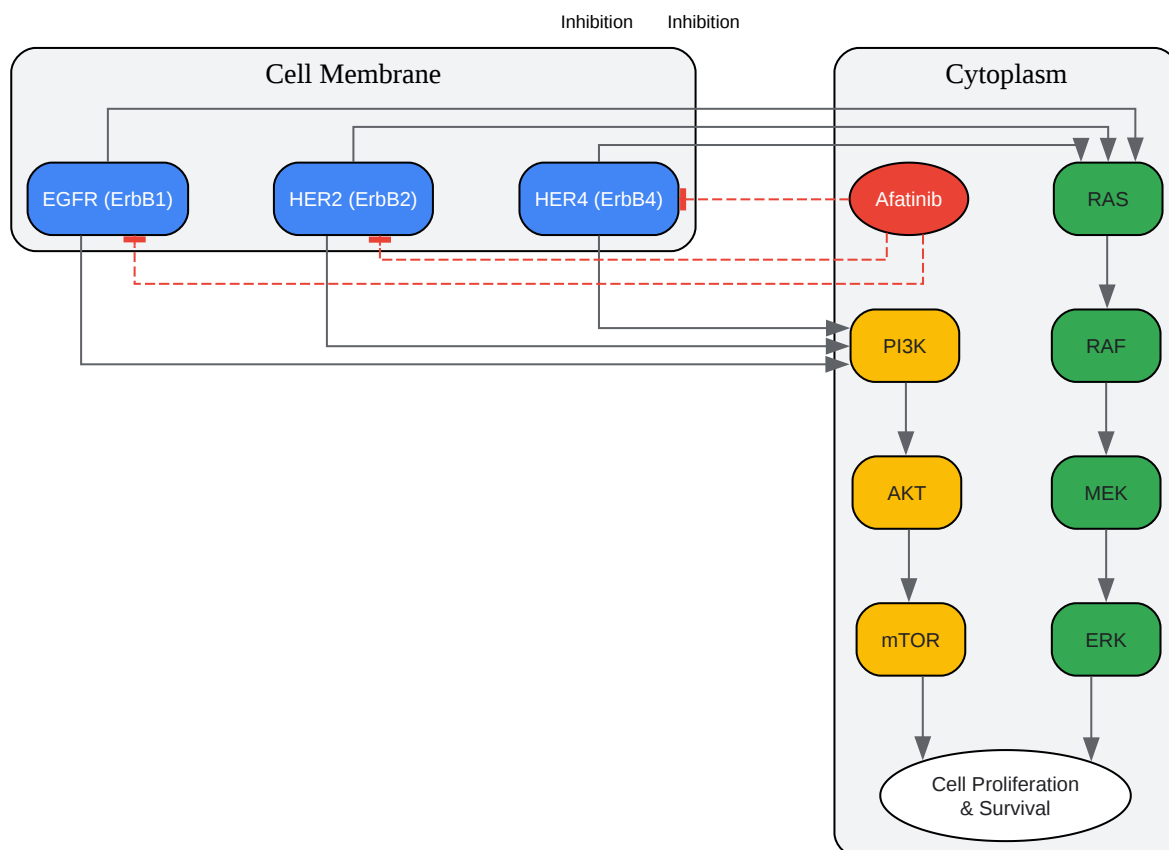 Inhibition Inhibition
Cell Membrane
Cytoplasm
EGFR (ErbB1)
HER2 (ErbB2)
HER4 (ErbB4)
Afatinib
RAS
PI3K
RAF
AKT
MEK
mTOR
ERK
Cell Proliferation
& Survival